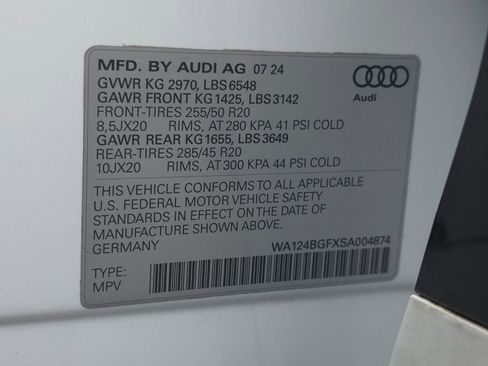 MFD. BY AUDI AG 07 24
GVWR KG 2970, LBS 6548
GAWR FRONT KG 1425, LBS 3142
FRONT-TIRES 255/50 R20
8,5JX20 RIMS, AT 280 KPA 41 PSI COLD
GAWR REAR KG 1655, LBS 3649
REAR-TIRES 285/45 R20
10JX20 RIMS, AT 300 KPA 44 PSI COLD
Audi
THIS VEHICLE CONFORMS TO ALL APPLICABLE
U.S. FEDERAL MOTOR VEHICLE SAFETY
STANDARDS IN EFFECT ON THE DATE OF
MANUFACTURE SHOWN ABOVE.
GERMANY
WA124BGFXSA004874
TYPE:
MPV